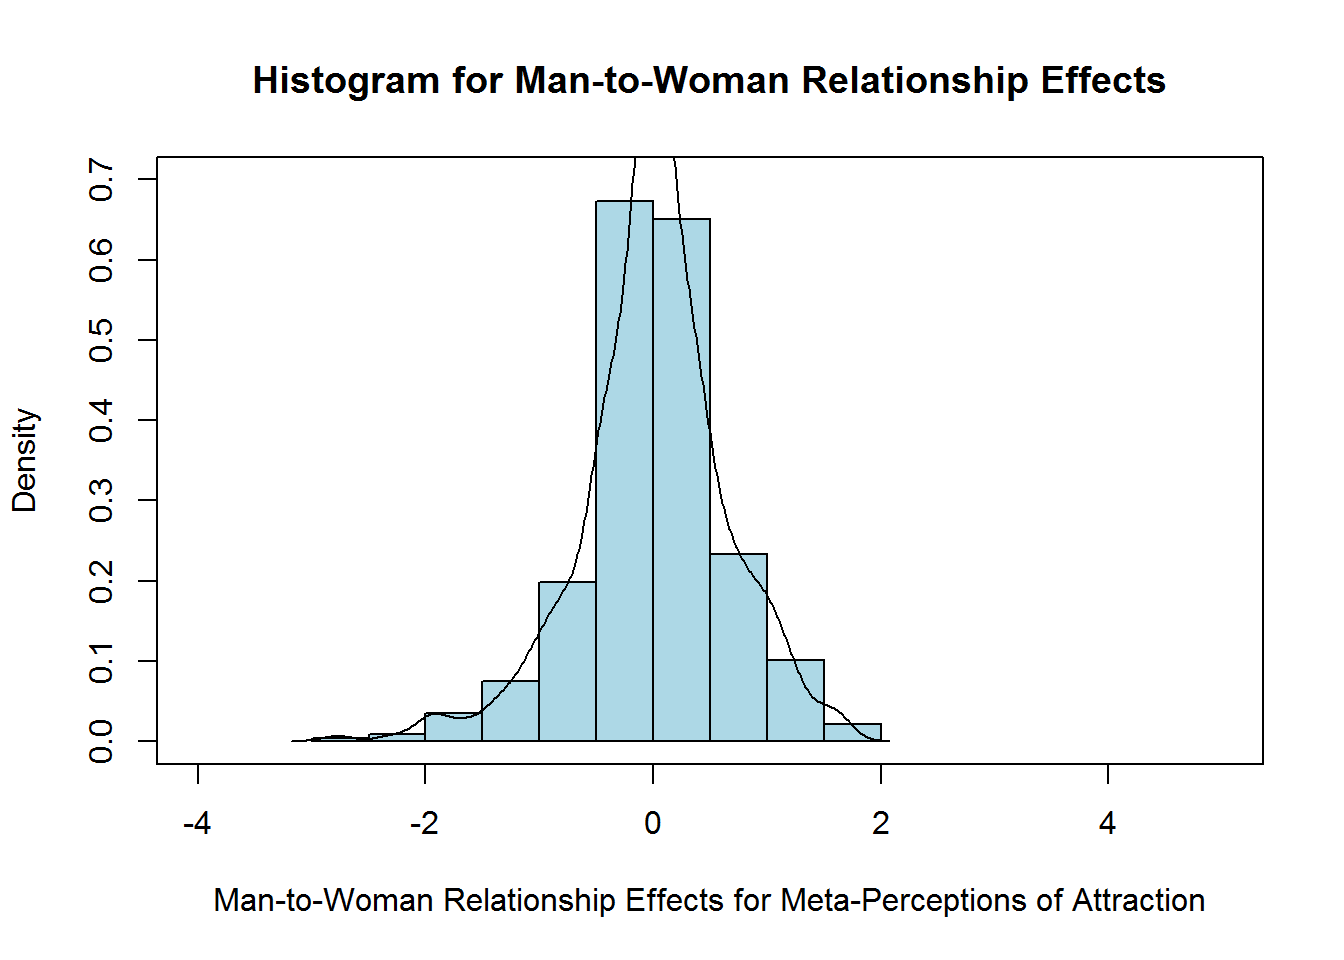 Histogram for Man-to-Woman Relationship Effects
0.7
0.6
0.5
0.4
0.3
0.2
0.1
0.0
Density
-4 -2 0 2 4
Man-to-Woman Relationship Effects for Meta-Perceptions of Attraction